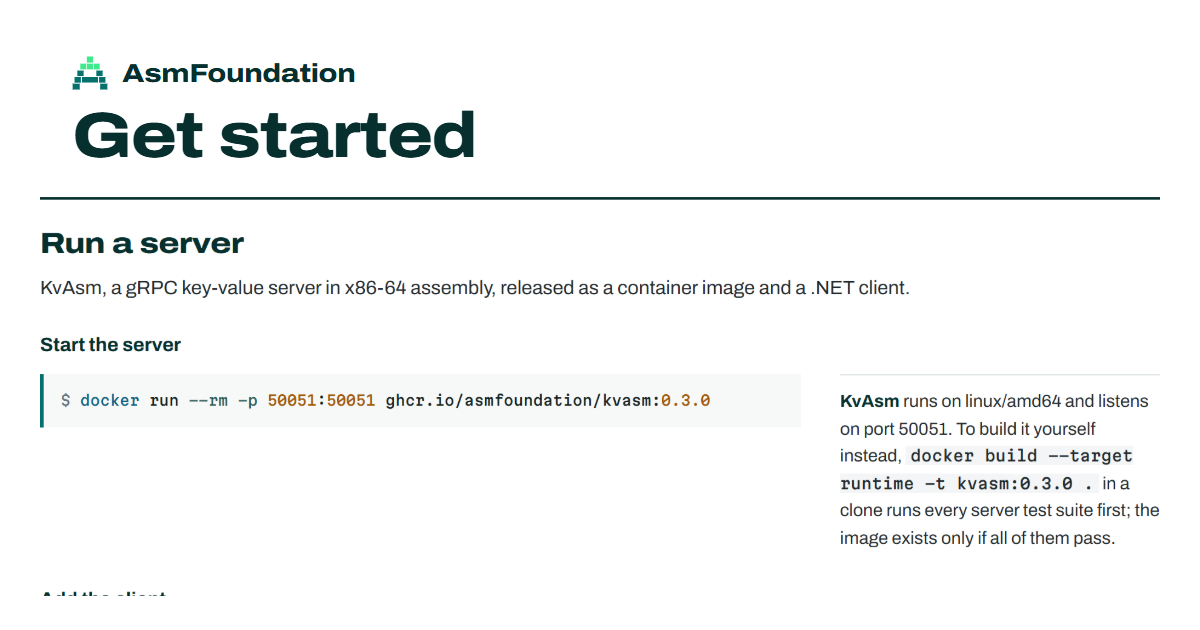 AsmFoundation
Get started
Run a server
KvAsm, a gRPC key-value server in x86-64 assembly, released as a container image and a .NET client.
Start the server
$ docker run --rm -p 50051:50051 ghcr.io/asmfoundation/kvasm:0.3.0
KvAsm runs on linux/amd64 and listens
on port 50051. To build it yourself
instead, docker build --target
runtime -t kvasm:0.3.0 . in a
clone runs every server test suite first; the
image exists only if all of them pass.
Add the client